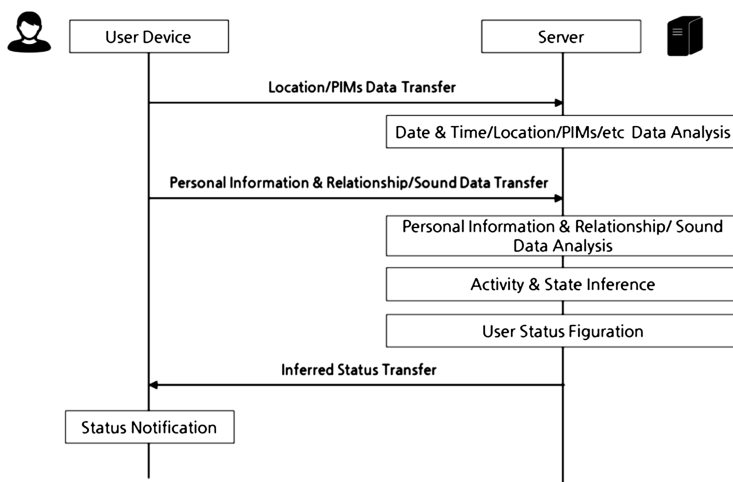 User Device
Server
Location/PIMs Data Transfer
Date & Time/Location/PIMs/etc Data Analysis
Personal Information & Relationship/Sound Data Transfer
Personal Information & Relationship/ Sound
Data Analysis
Activity & State Inference
User Status Figuration
Inferred Status Transfer
Status Notification